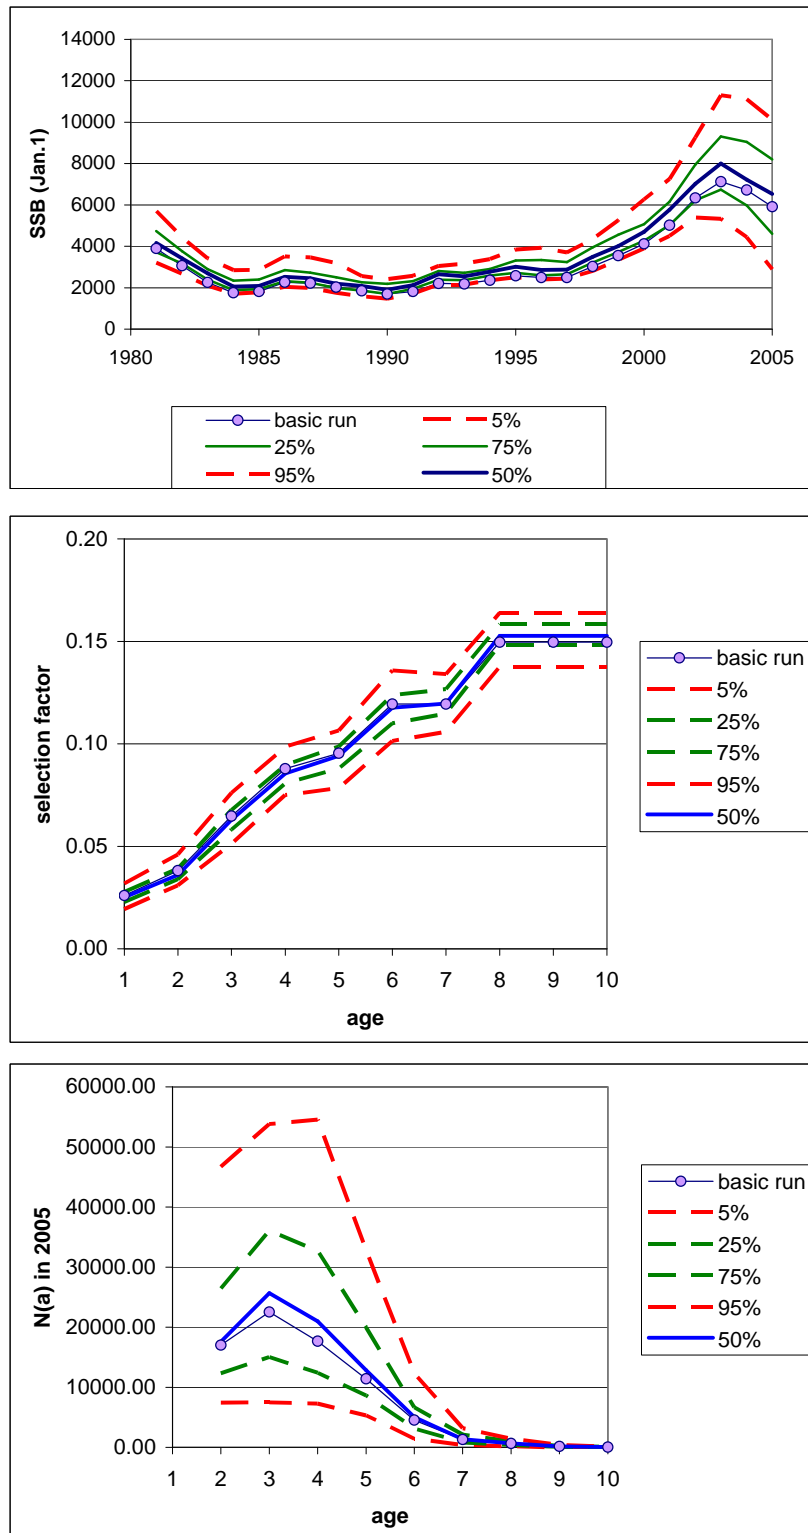 14000
12000
10000
8000
6000
4000
2000
0
SSB (Jan.1)
1980 1985 1990 1995 2000 2005
basic run 5%
25% 75%
95% 50%
0.20
0.15
0.10
0.05
0.00
selection factor
1 2 3 4 5 6 7 8 9 10
age
basic run
5%
25%
75%
95%
50%
60000.00
50000.00
40000.00
30000.00
20000.00
10000.00
0.00
N(a) in 2005
1 2 3 4 5 6 7 8 9 10
age
basic run
5%
25%
75%
95%
50%